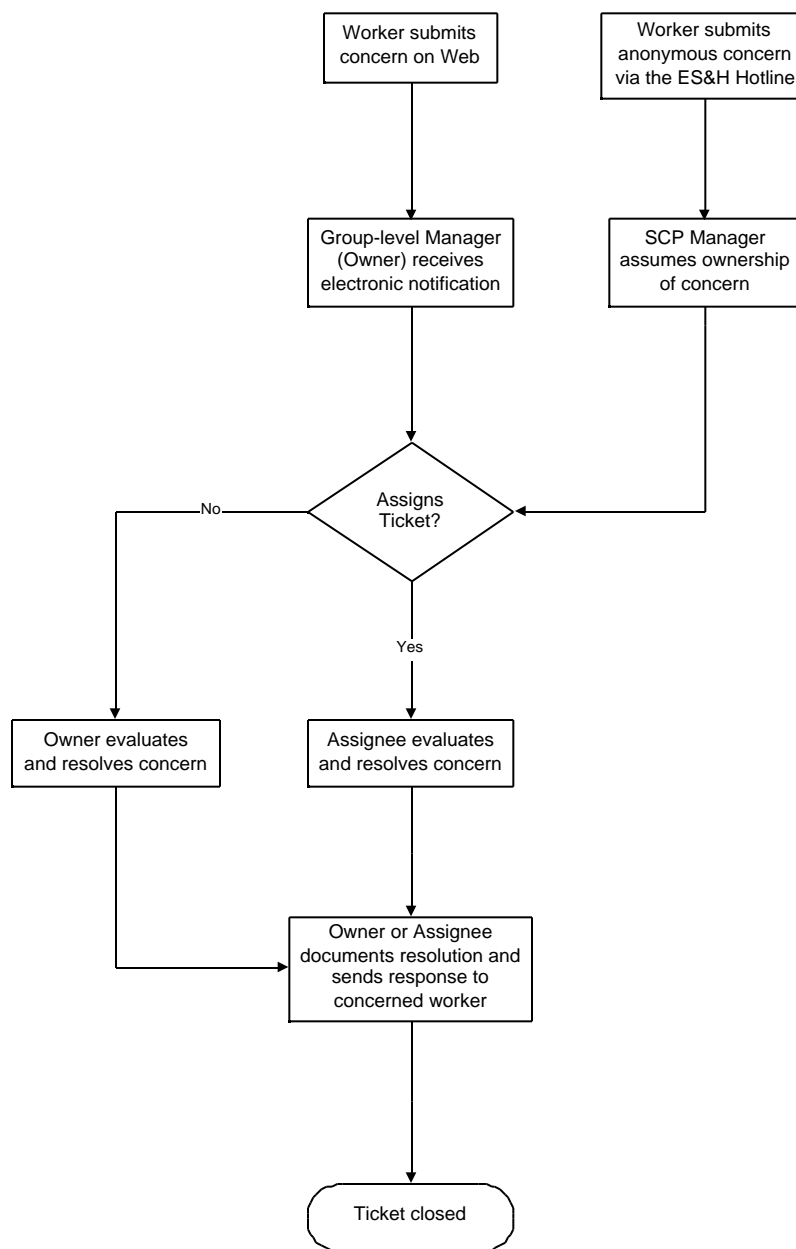 Worker submits
concern on Web
Worker submits
anonymous concern
via the ES&H Hotline
Group-level Manager
(Owner) receives
electronic notification
SCP Manager
assumes ownership
of concern
Assigns
Ticket?
No
Yes
Owner evaluates
and resolves concern
Assignee evaluates
and resolves concern
Owner or Assignee
documents resolution and
sends response to
concerned worker
Ticket closed